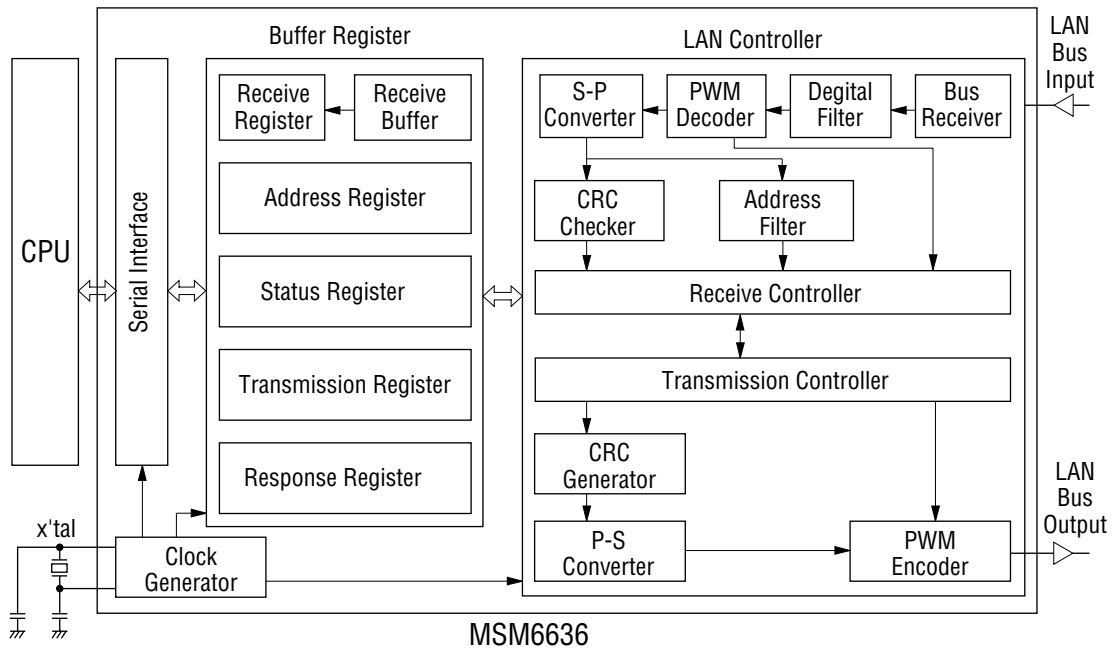 Buffer Register
LAN Controller
LAN
Bus
Input
CPU
Serial Interface
Receive
Register
Receive
Buffer
S-P
Converter
PWM
Decoder
Degital
Filter
Bus
Receiver
Address Register
CRC
Checker
Address
Filter
Status Register
Receive Controller
Transmission Register
Transmission Controller
Response Register
CRC
Generator
LAN
Bus
Output
x'tal
Clock
Generator
P-S
Converter
PWM
Encoder
MSM6636